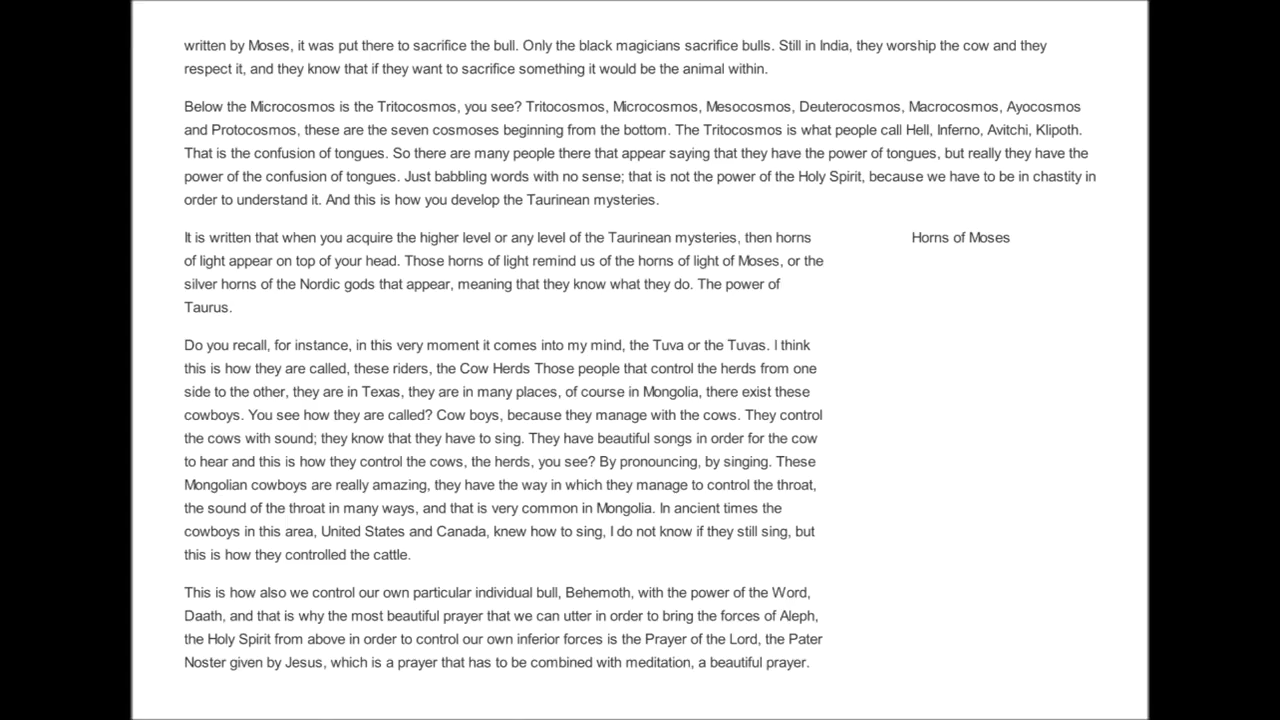 written by Moses, it was put there to sacrifice the bull. Only the black magicians sacrifice bulls. Still in India, they worship the cow and they
respect it, and they know that if they want to sacrifice something it would be the animal within.
Below the Microcosmos is the Tritocosmos, you see? Tritocosmos, Microcosmos, Mesocosmos, Deuterocosmos, Macrocosmos, Ayocosmos
and Protocosmos, these are the seven cosmoses beginning from the bottom. The Tritocosmos is what people call Hell, Inferno, Avitchi, Klipoth.
That is the confusion of tongues. So there are many people there that appear saying that they have the power of tongues, but really they have the
power of the confusion of tongues. Just babbling words with no sense; that is not the power of the Holy Spirit, because we have to be in chastity in
order to understand it. And this is how you develop the Taurinean mysteries.
It is written that when you acquire the higher level or any level of the Taurinean mysteries, then horns
of light appear on top of your head. Those horns of light remind us of the horns of light of Moses, or the
silver horns of the Nordic gods that appear, meaning that they know what they do. The power of
Taurus.
Horns of Moses
Do you recall, for instance, in this very moment it comes into my mind, the Tuva or the Tuvas. I think
this is how they are called, these riders, the Cow Herds Those people that control the herds from one
side to the other, they are in Texas, they are in many places, of course in Mongolia, there exist these
cowboys. You see how they are called? Cow boys, because they manage with the cows. They control
the cows with sound; they know that they have to sing. They have beautiful songs in order for the cow
to hear and this is how they control the cows, the herds, you see? By pronouncing, by singing. These
Mongolian cowboys are really amazing, they have the way in which they manage to control the throat,
the sound of the throat in many ways, and that is very common in Mongolia. In ancient times the
cowboys in this area, United States and Canada, knew how to sing, I do not know if they still sing, but
this is how they controlled the cattle.
This is how also we control our own particular individual bull, Behemoth, with the power of the Word,
Daath, and that is why the most beautiful prayer that we can utter in order to bring the forces of Aleph,
the Holy Spirit from above in order to control our own inferior forces is the Prayer of the Lord, the Pater
Noster given by Jesus, which is a prayer that has to be combined with meditation, a beautiful prayer.